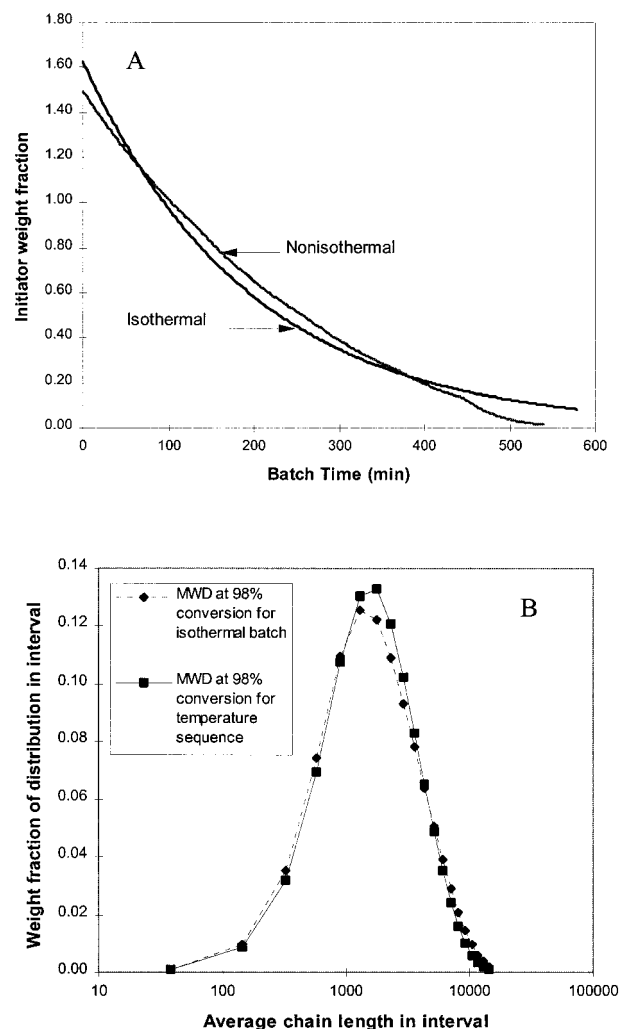 1.80
A
1.60
1.40
1.20
1.00
0.80
0.60
0.40
0.20
0.00
Initiator weight fraction
Nonisothermal
Isothermal
0 100 200 300 400 500 600
Batch Time (min)
0.14
0.12
0.10
0.08
0.06
0.04
0.02
0.00
Weight fraction of distribution in interval
MWD at 98%
conversion for
isothermal batch
MWD at 98%
conversion for
temperature
sequence
B
10 100 1000 10000 100000
Average chain length in interval